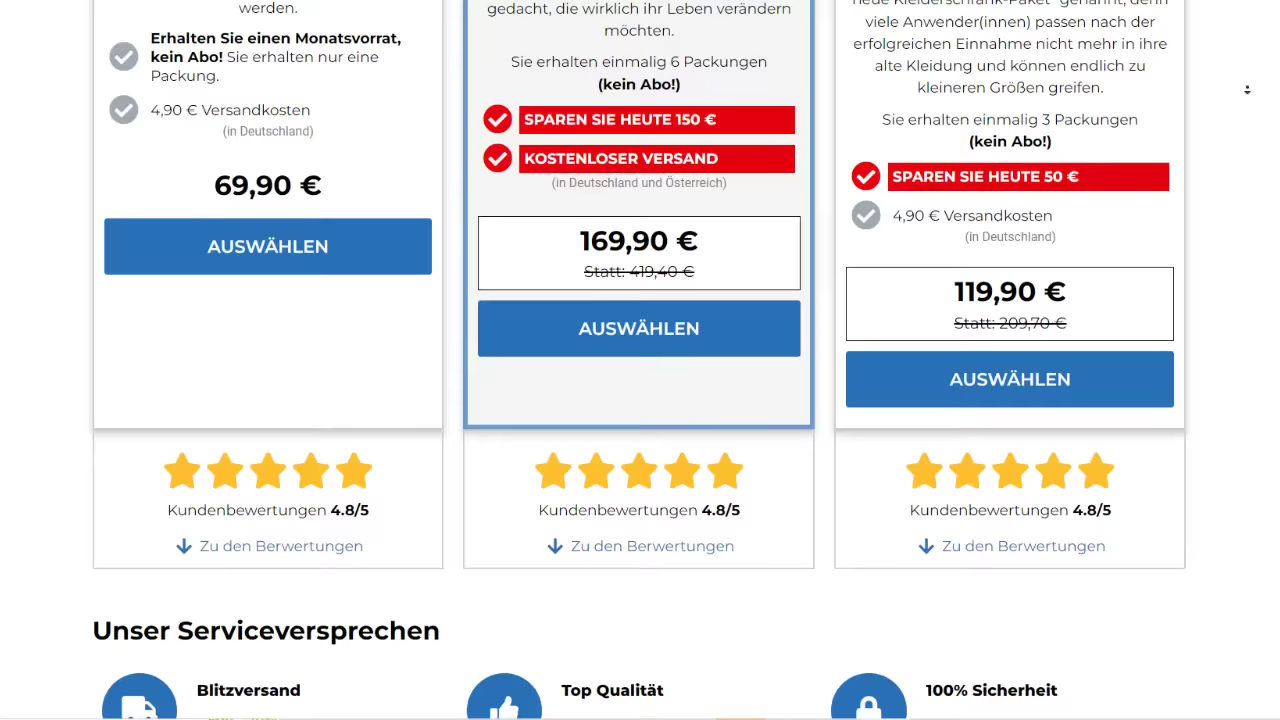 werden.
Erhalten Sie einen Monatsvorrat,
kein Abo! Sie erhalten nur eine
Packung.
4,90 € Versandkosten
(in Deutschland)
69,90 €
AUSWÄHLEN
Kundenbewertungen 4.8/5
Zu den Berwertungen
gedacht, die wirklich ihr Leben verändern
möchten.
Sie erhalten einmalig 6 Packungen
(kein Abo!)
SPAREN SIE HEUTE 150 €
KOSTENLOSER VERSAND
(in Deutschland und Österreich)
169,90 €
Statt: 419,40 €
AUSWÄHLEN
Kundenbewertungen 4.8/5
Zu den Berwertungen
neue Kleiderschrank-Paket" genannt, denn
viele Anwender(innen) passen nach der
erfolgreichen Einnahme nicht mehr in ihre
alte Kleidung und können endlich zu
kleineren Größen greifen.
Sie erhalten einmalig 3 Packungen
(kein Abo!)
SPAREN SIE HEUTE 50 €
4,90 € Versandkosten
(in Deutschland)
119,90 €
Statt: 209,70 €
AUSWÄHLEN
Kundenbewertungen 4.8/5
Zu den Berwertungen
Unser Serviceversprechen
Blitzversand
Top Qualität
100% Sicherheit